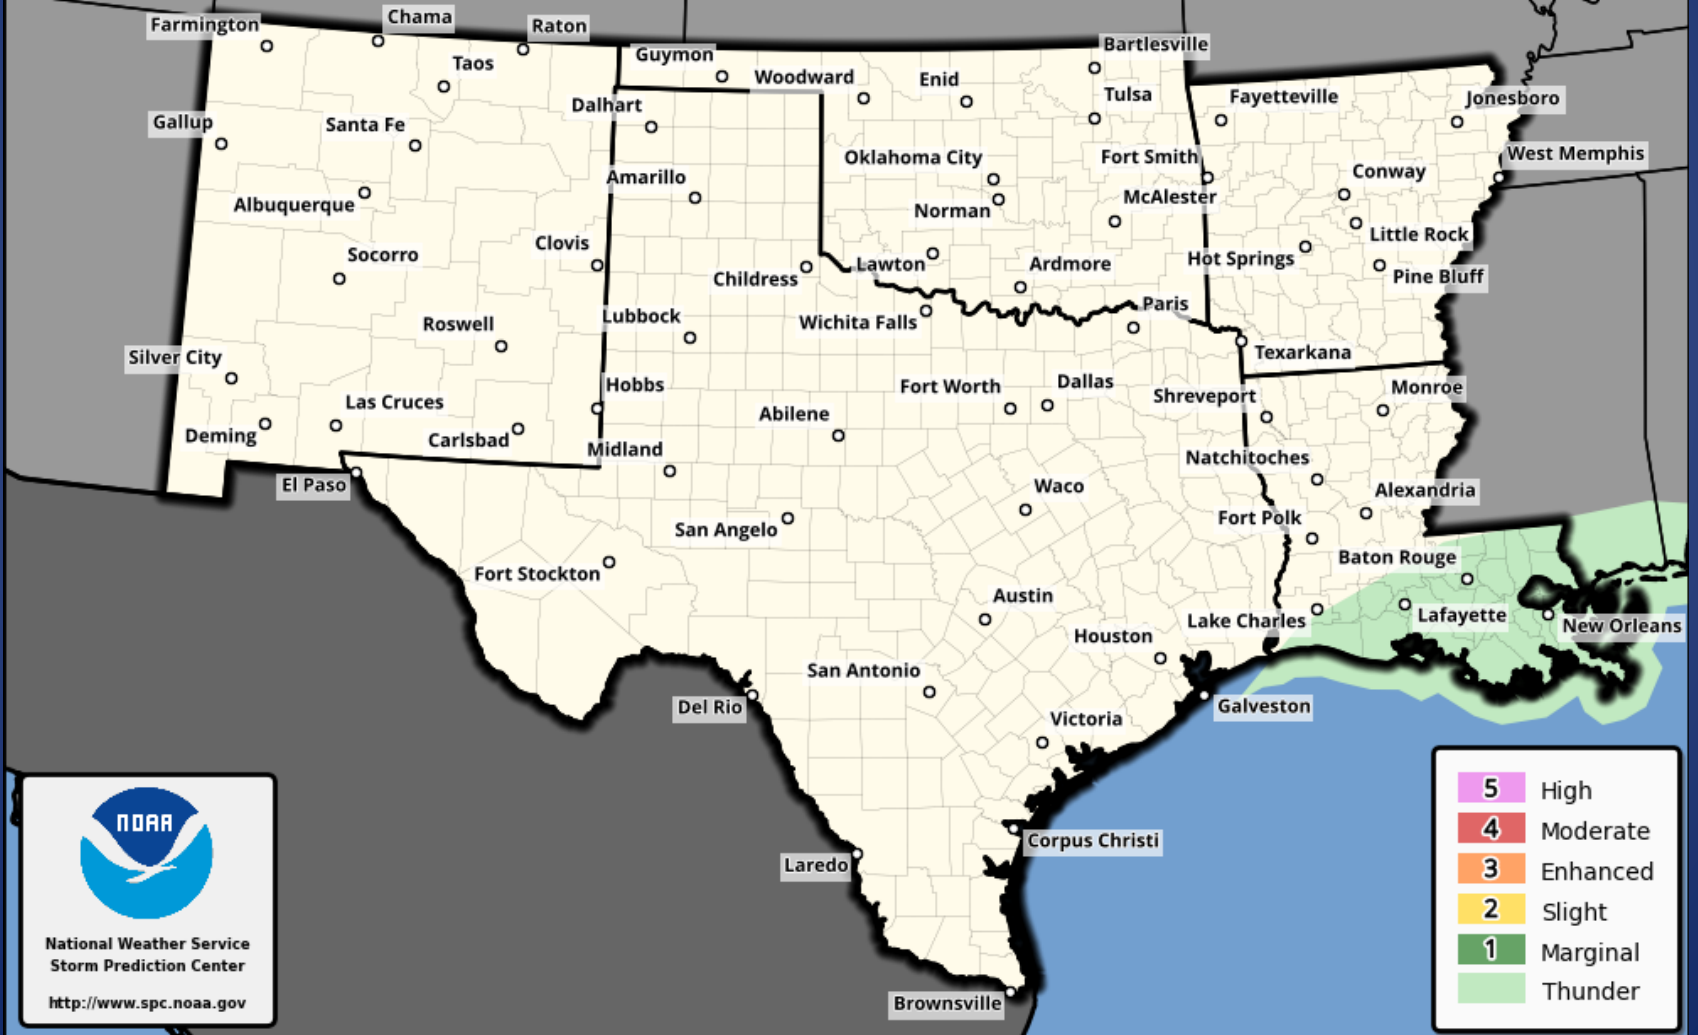 Farmington
Chama
Raton
Taos
Guymon
Woodward
Enid
Bartlesville
Tulsa
Fayetteville
Jonesboro
Gallup
Santa Fe
Dalhart
Oklahoma City
Fort Smith
West Memphis
Albuquerque
Amarillo
Norman
McAlester
Conway
Socorro
Clovis
Childress
Lawton
Ardmore
Hot Springs
Little Rock
Pine Bluff
Roswell
Lubbock
Wichita Falls
Paris
Texarkana
Silver City
Hobbs
Fort Worth
Dallas
Shreveport
Monroe
Las Cruces
Abilene
Deming
Carlsbad
Midland
Natchitoches
El Paso
Waco
Alexandria
San Angelo
Fort Polk
Fort Stockton
Baton Rouge
Austin
Lake Charles
Lafayette
New Orleans
Houston
San Antonio
Del Rio
Victoria
Galveston
Corpus Christi
Laredo
Brownsville
NOAA
National Weather Service
Storm Prediction Center
http://www.spc.noaa.gov
5 High
4 Moderate
3 Enhanced
2 Slight
1 Marginal
Thunder